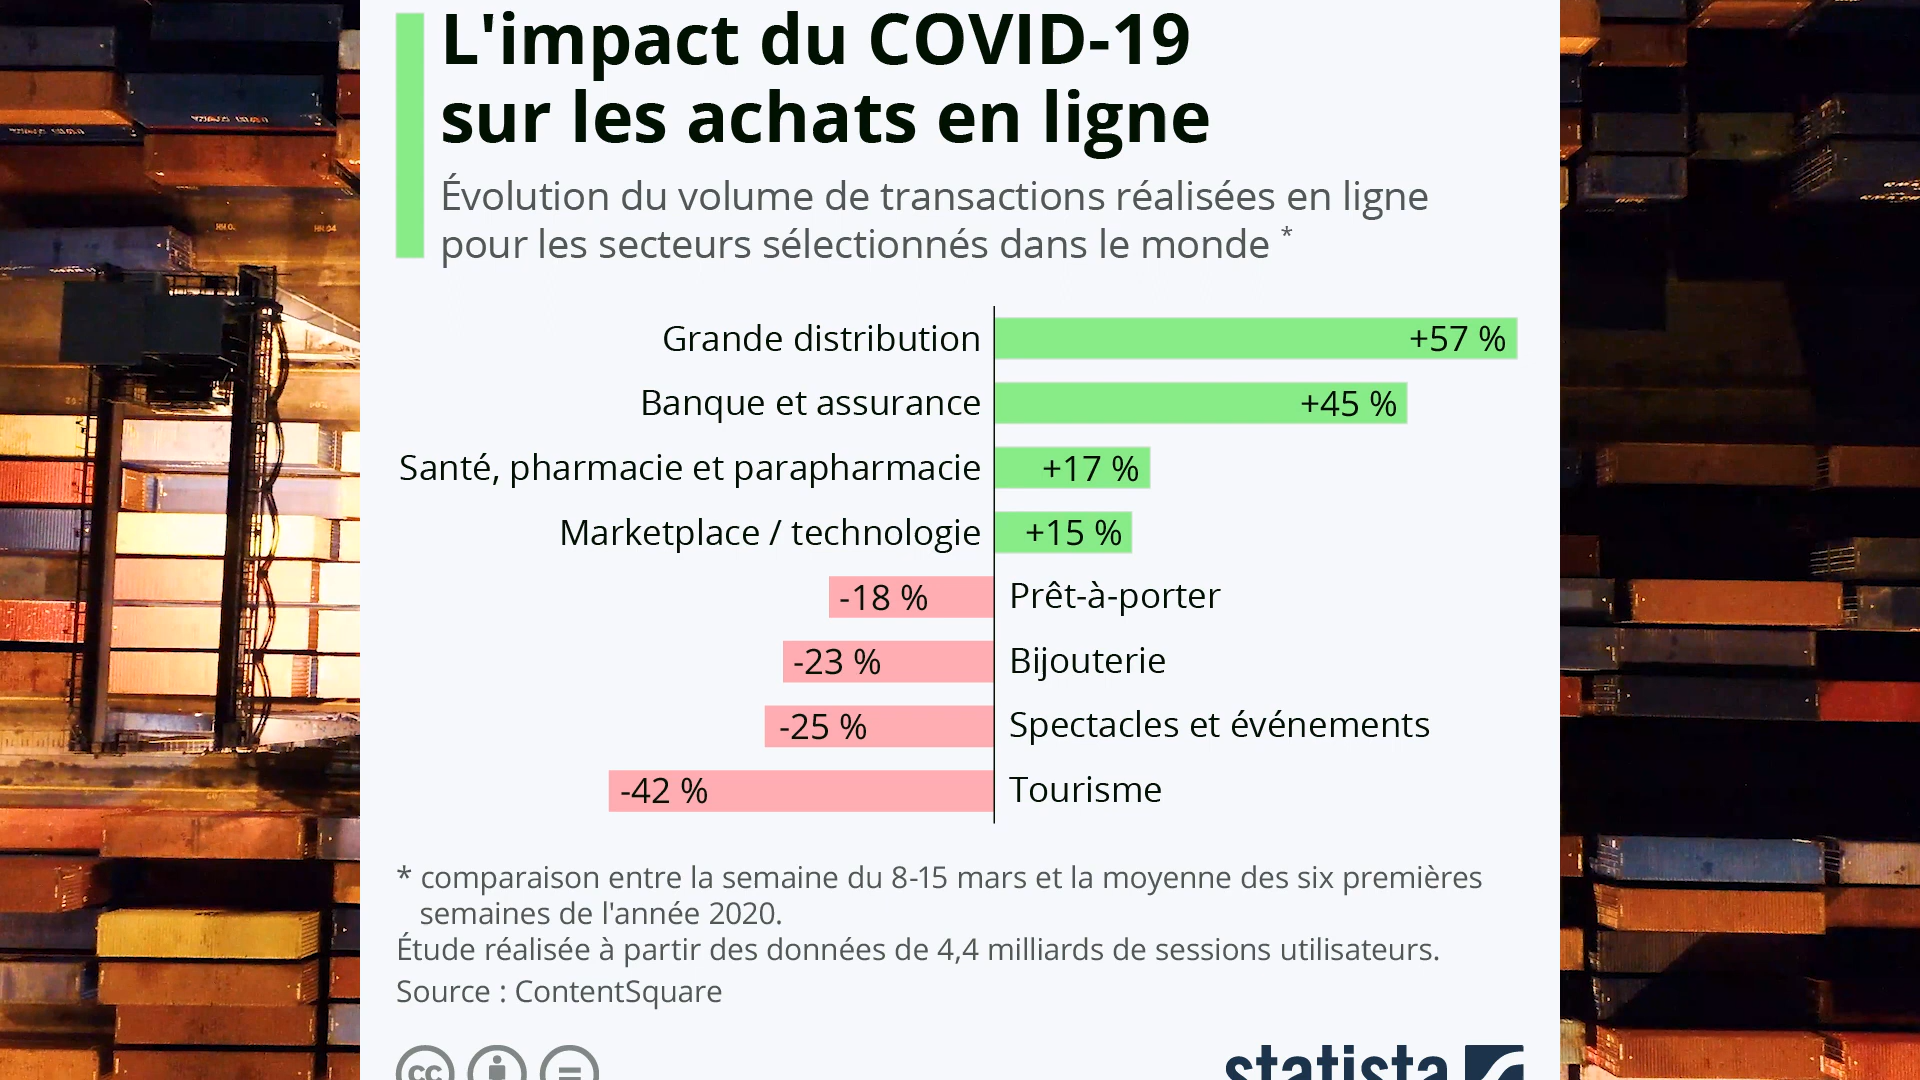 L'impact du COVID-19
sur les achats en ligne
Évolution du volume de transactions réalisées en ligne
pour les secteurs sélectionnés dans le monde *
Grande distribution +57 %
Banque et assurance +45 %
Santé, pharmacie et parapharmacie +17 %
Marketplace / technologie +15 %
-18 % Prêt-à-porter
-23 % Bijouterie
-25 % Spectacles et événements
-42 % Tourisme
* comparaison entre la semaine du 8-15 mars et la moyenne des six premières
semaines de l'année 2020.
Étude réalisée à partir des données de 4,4 milliards de sessions utilisateurs.
Source : ContentSquare
cc = statista